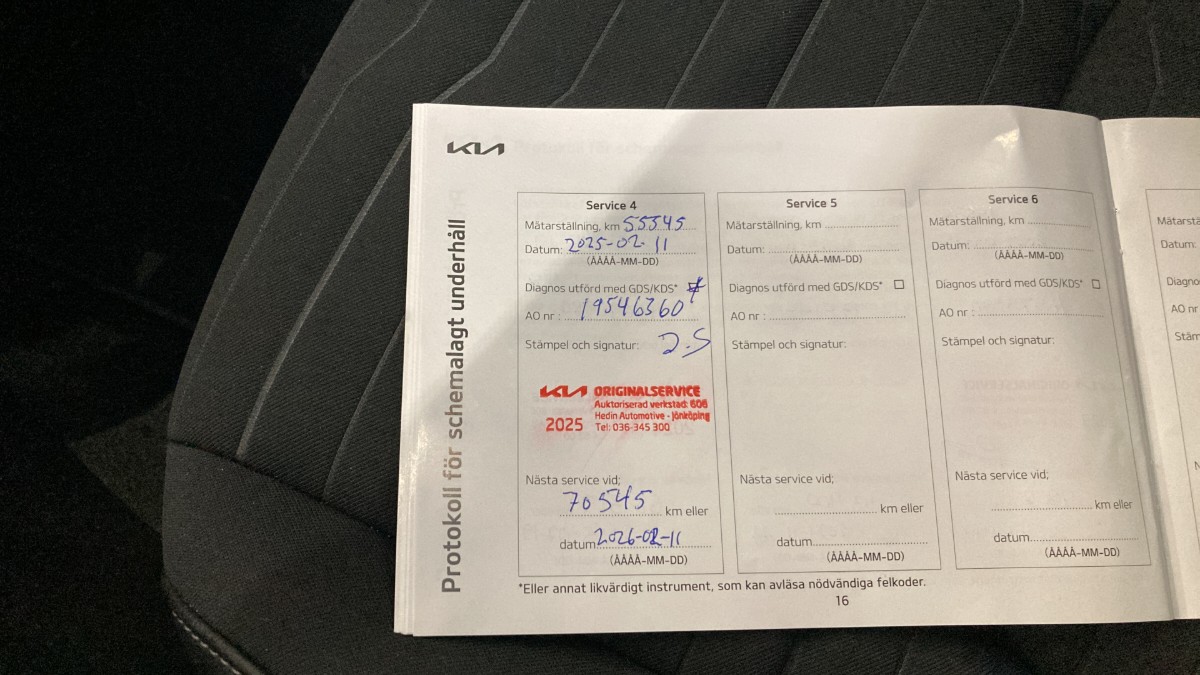 KIA
Protokoll för schemalagt underhåll
Service 4
Mätarställning, km 55545
Datum: 2025-02-11
(ÅÅÅÅ-MM-DD)
Diagnos utförd med GDS/KDS*
AO nr : 19546360
Stämpel och signatur: J.S
KIA ORIGINALSERVICE
Auktoriserad verkstad: 606
Hedin Automotive - Jönköping
2025 Tel: 036-345 300
Nästa service vid;
70545 km eller
datum 2026-02-11
(ÅÅÅÅ-MM-DD)
Service 5
Mätarställning, km
Datum:
(ÅÅÅÅ-MM-DD)
Diagnos utförd med GDS/KDS* ☐
AO nr :
Stämpel och signatur:
Nästa service vid;
km eller
datum
(ÅÅÅÅ-MM-DD)
Service 6
Mätarställning, km
Datum:
(ÅÅÅÅ-MM-DD)
Diagnos utförd med GDS/KDS* ☐
AO nr :
Stämpel och signatur:
Nästa service vid;
km eller
datum
(ÅÅÅÅ-MM-DD)
*Eller annat likvärdigt instrument, som kan avläsa nödvändiga felkoder.
16
Datum:
AO nr